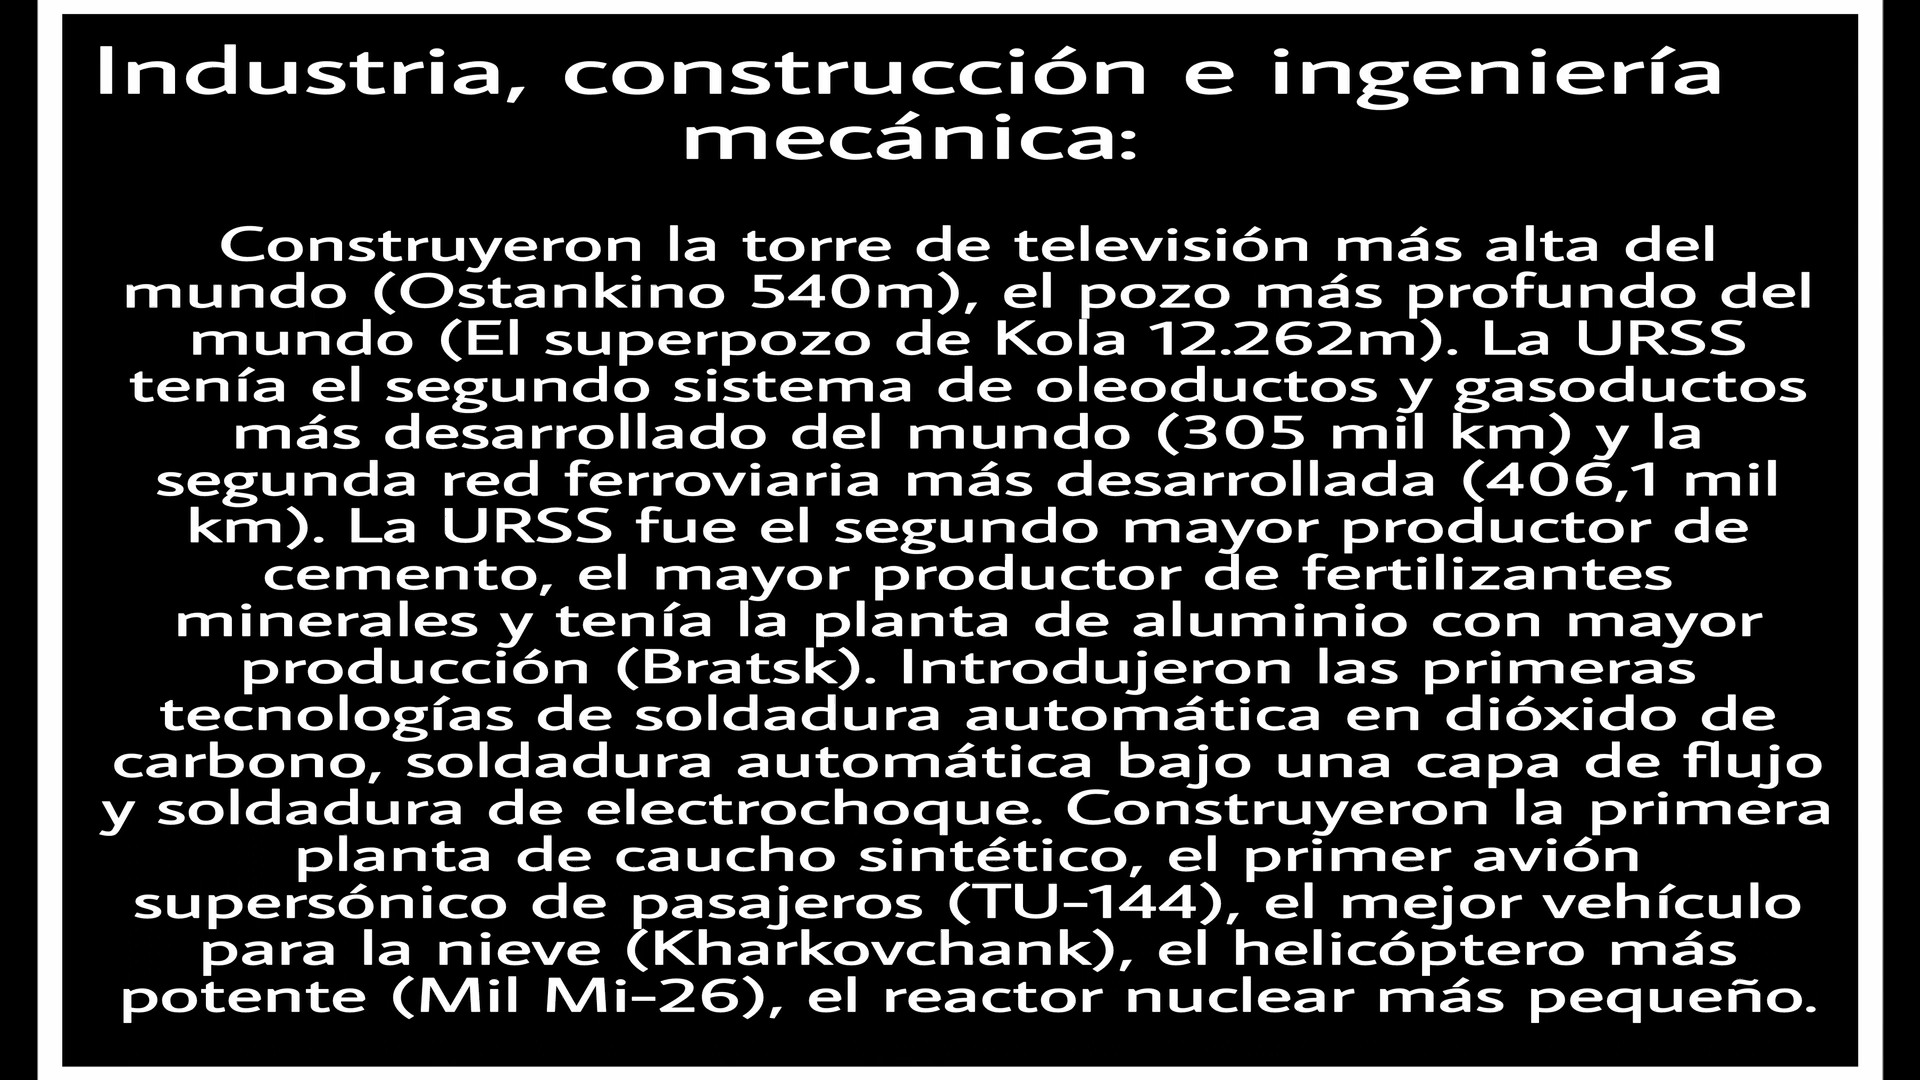 Industria, construcción e ingeniería
mecánica:
Construyeron la torre de televisión más alta del
mundo (Ostankino 540m), el pozo más profundo del
mundo (El superpozo de Kola 12.262m). La URSS
tenía el segundo sistema de oleoductos y gasoductos
más desarrollado del mundo (305 mil km) y la
segunda red ferroviaria más desarrollada (406,1 mil
km). La URSS fue el segundo mayor productor de
cemento, el mayor productor de fertilizantes
minerales y tenía la planta de aluminio con mayor
producción (Bratsk). Introdujeron las primeras
tecnologías de soldadura automática en dióxido de
carbono, soldadura automática bajo una capa de flujo
y soldadura de electrochoque. Construyeron la primera
planta de caucho sintético, el primer avión
supersónico de pasajeros (TU-144), el mejor vehículo
para la nieve (Kharkovchank), el helicóptero más
potente (Mil Mi-26), el reactor nuclear más pequeño.